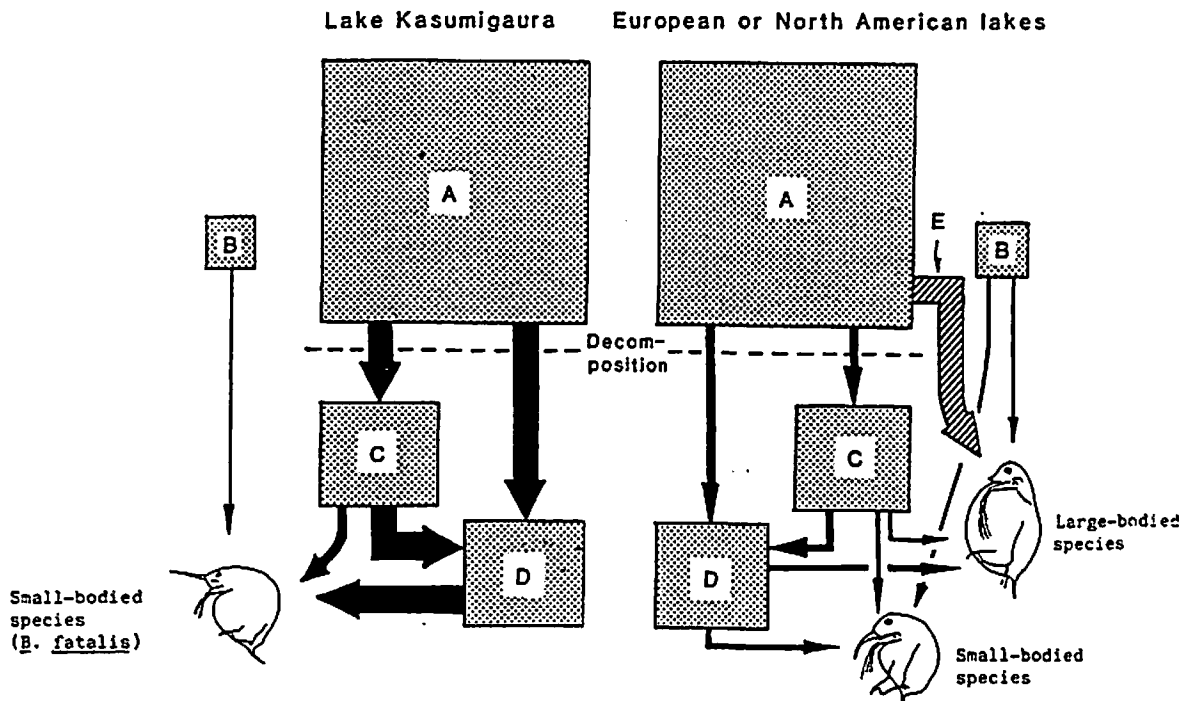 Lake Kasumigaura
European or North American lakes
A
A
B
E
B
Decom-
position
C
C
D
D
Small-bodied
species
(B. fatalis)
Large-bodied
species
Small-bodied
species